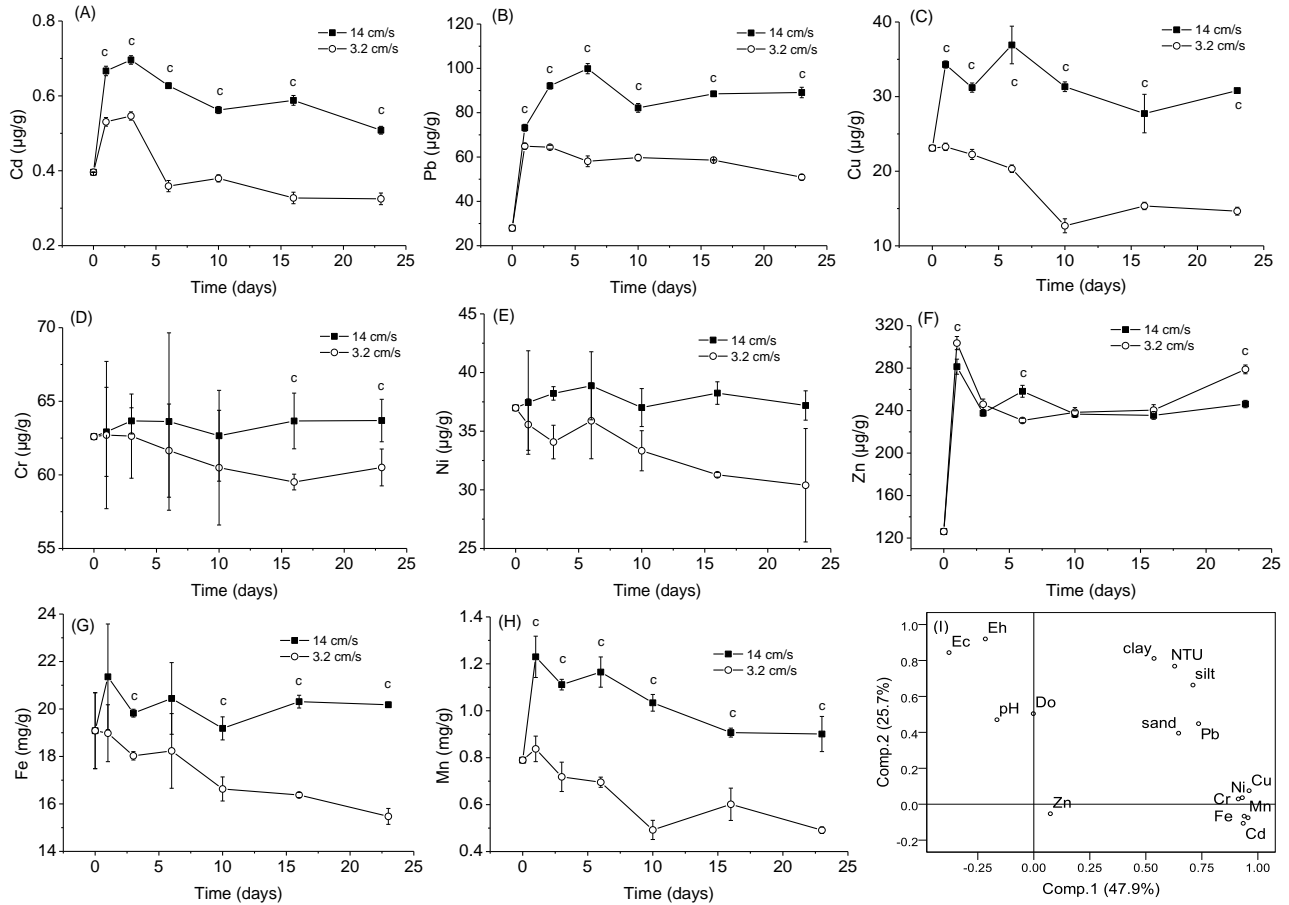 (A)
14 cm/s
3.2 cm/s
0.8
0.6
0.4
0.2
Cd (µg/g)
c c c c c c
0 5 10 15 20 25
Time (days)
(B)
14 cm/s
3.2 cm/s
120
100
80
60
40
20
Pb (µg/g)
c c c c c c
0 5 10 15 20 25
Time (days)
(C)
14 cm/s
3.2 cm/s
40
30
20
10
Cu (µg/g)
c c c c c c
0 5 10 15 20 25
Time (days)
(D)
14 cm/s
3.2 cm/s
70
65
60
55
Cr (µg/g)
c c
0 5 10 15 20 25
Time (days)
(E)
14 cm/s
3.2 cm/s
45
40
35
30
25
Ni (µg/g)
0 5 10 15 20 25
Time (days)
(F)
14 cm/s
3.2 cm/s
320
280
240
200
160
120
Zn (µg/g)
c c c
0 5 10 15 20 25
Time (days)
(G)
14 cm/s
3.2 cm/s
24
22
20
18
16
14
Fe (mg/g)
c c c c
0 5 10 15 20 25
Time (days)
(H)
14 cm/s
3.2 cm/s
1.6
1.4
1.2
1.0
0.8
0.6
0.4
Mn (mg/g)
c c c c c c
0 5 10 15 20 25
Time (days)
(I)
1.0
0.8
0.6
0.4
0.2
0.0
-0.2
Comp.2 (25.7%)
Ec Eh
clay NTU
silt
pH Do
sand Pb
Zn
Ni Cu
Cr Mn
Fe Cd
-0.25 0.00 0.25 0.50 0.75 1.00
Comp.1 (47.9%)